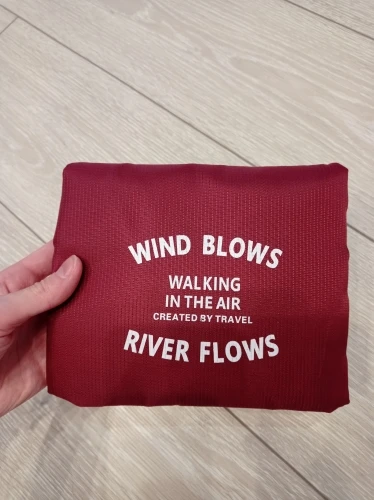 WIND BLOWS
WALKING
IN THE AIR
CREATED BY TRAVEL
RIVER FLOWS